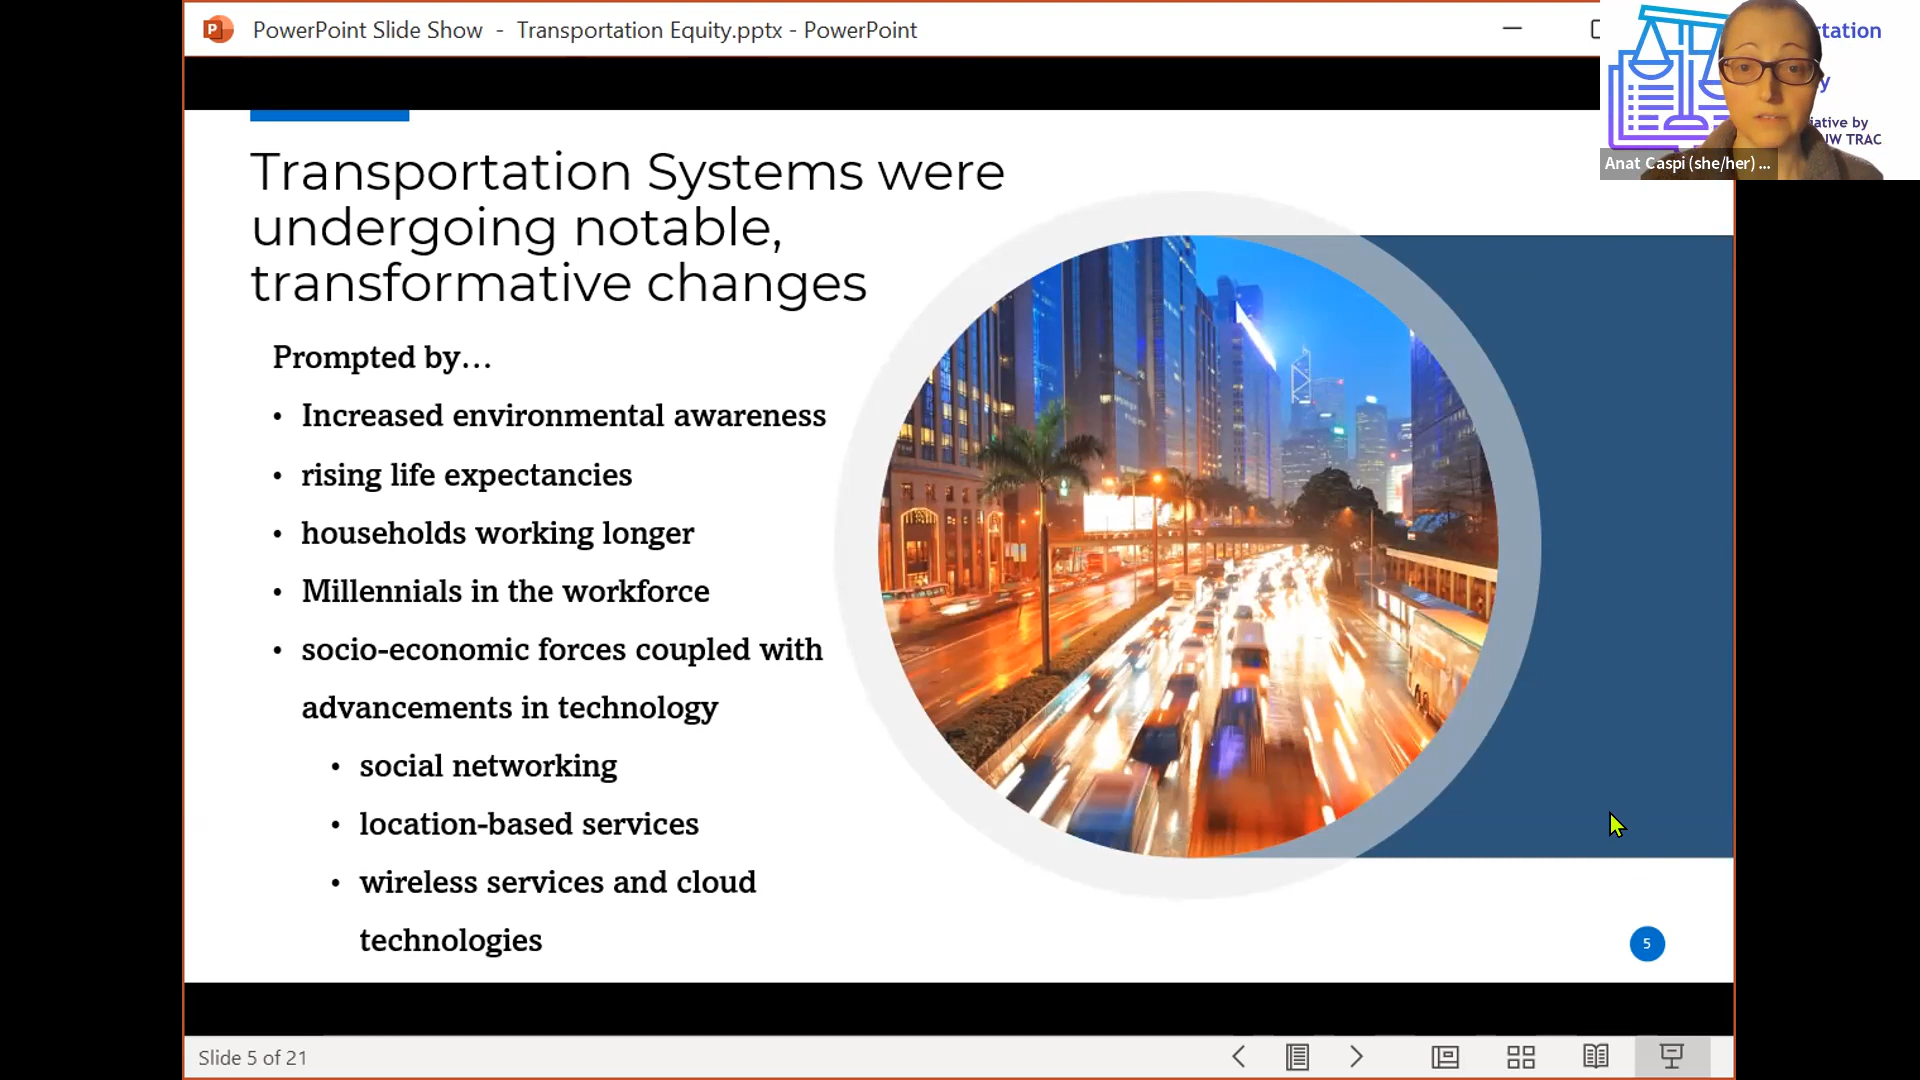 PowerPoint Slide Show - Transportation Equity.pptx - PowerPoint
tation
y
iative by
UW TRAC
Anat Caspi (she/her) ...
Transportation Systems were
undergoing notable,
transformative changes
Prompted by...
• Increased environmental awareness
• rising life expectancies
• households working longer
• Millennials in the workforce
• socio-economic forces coupled with
advancements in technology
• social networking
• location-based services
• wireless services and cloud
technologies
5
Slide 5 of 21